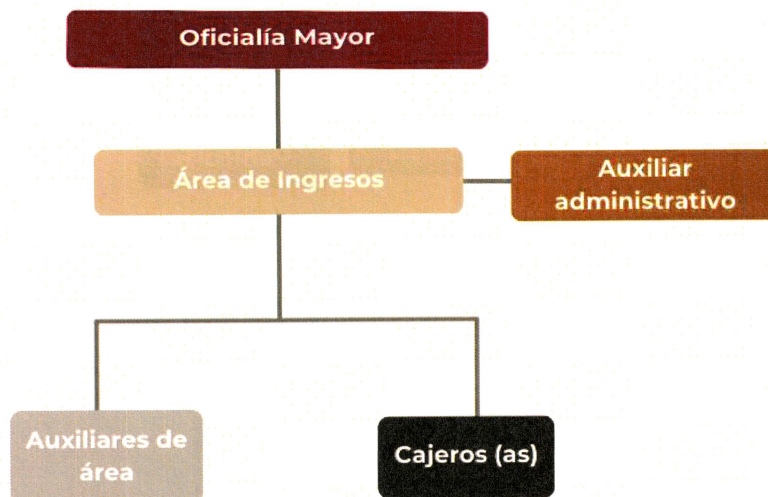 Oficialía Mayor
Área de Ingresos
Auxiliar
administrativo
Auxiliares de
área
Cajeros (as)